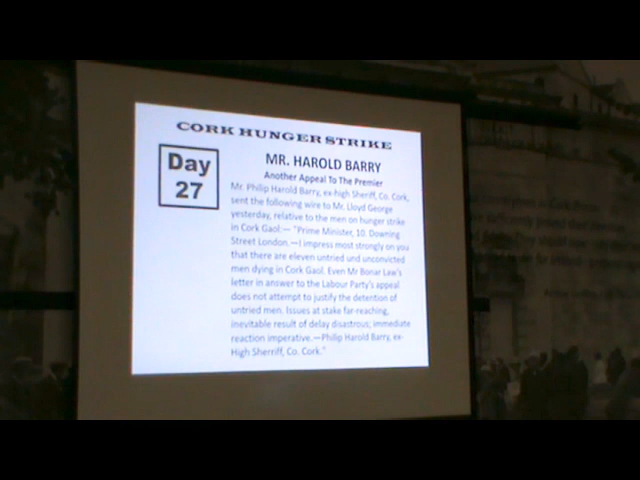 CORK HUNGER STRIKE
Day
27
MR. HAROLD BARRY
Another Appeal To The Premier
Mr. Philip Harold Barry, ex-high Sheriff, Co. Cork,
sent the following wire to Mr. Lloyd George
yesterday, relative to the men on hunger strike
in Cork Gaol:— "Prime Minister, 10. Downing
Street London.—I impress most strongly on you
that there are eleven untried und unconvicted
men dying in Cork Gaol. Even Mr Bonar Law's
letter in answer to the Labour Party's appeal
does not attempt to justify the detention of
untried men. Issues at stake far-reaching,
inevitable result of delay disastrous; immediate
reaction imperative.—Philip Harold Barry, ex-
High Sherriff, Co. Cork."